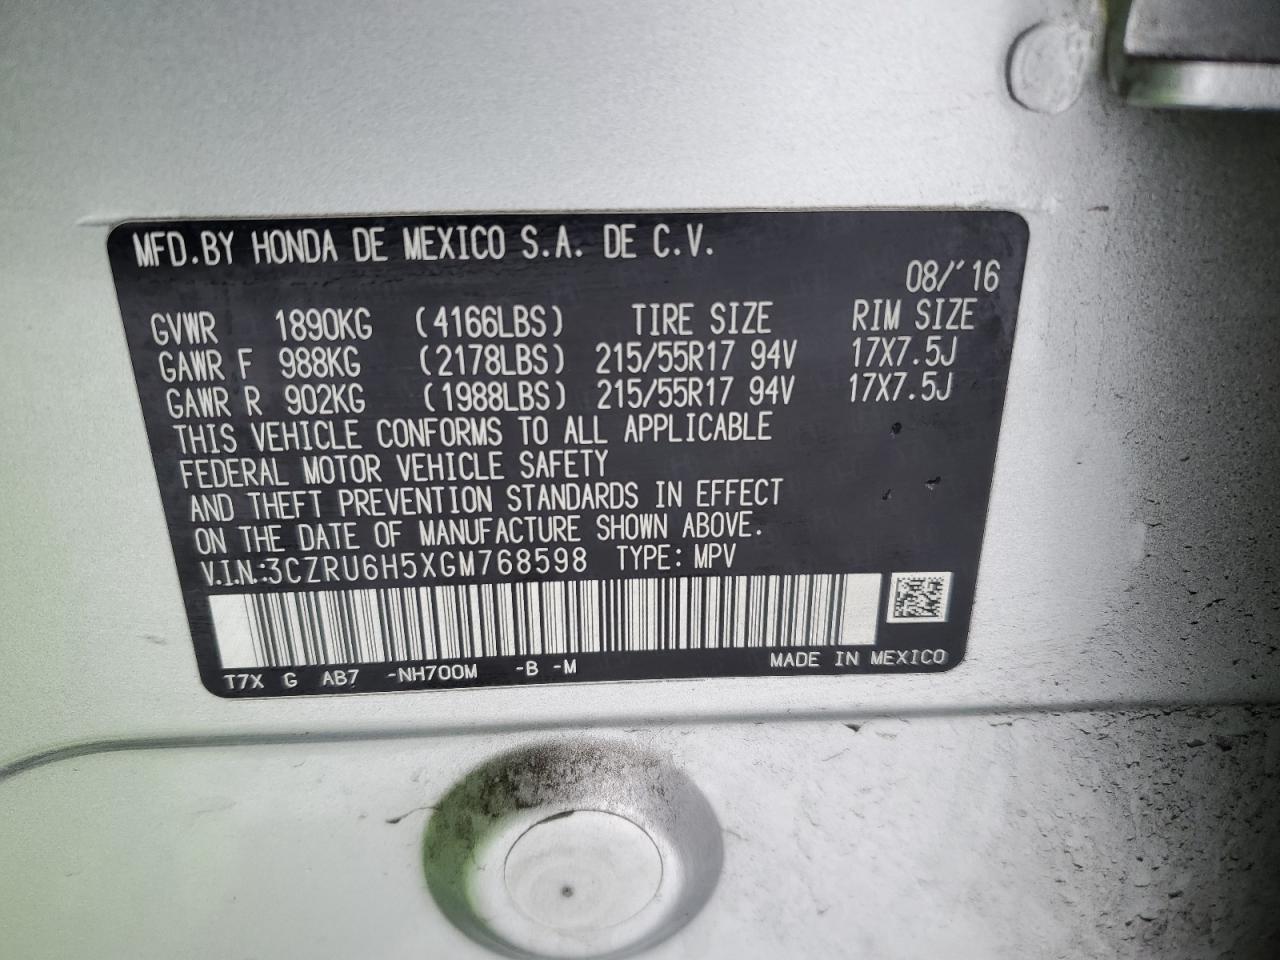 MFD.BY HONDA DE MEXICO S.A. DE C.V.
08/'16
GVWR 1890KG (4166LBS) TIRE SIZE RIM SIZE
GAWR F 988KG (2178LBS) 215/55R17 94V 17X7.5J
GAWR R 902KG (1988LBS) 215/55R17 94V 17X7.5J
THIS VEHICLE CONFORMS TO ALL APPLICABLE
FEDERAL MOTOR VEHICLE SAFETY
AND THEFT PREVENTION STANDARDS IN EFFECT
ON THE DATE OF MANUFACTURE SHOWN ABOVE.
V.I.N.:3CZRU6H5XGM768598 TYPE: MPV
T7X G AB7 -NH700M -B -M MADE IN MEXICO